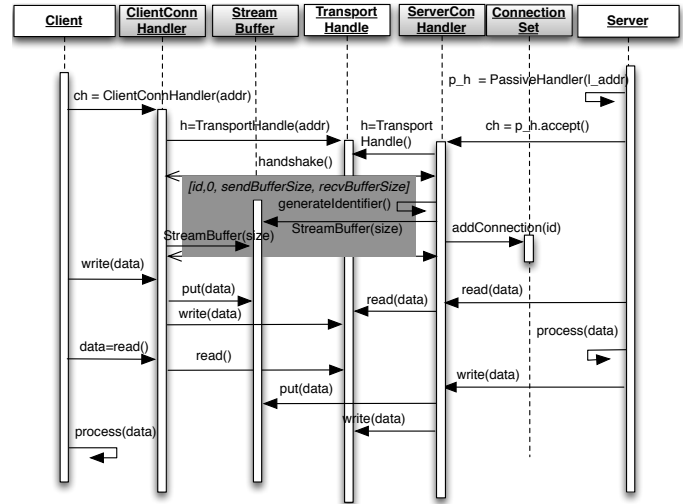 Client
ClientConn
Handler
Stream
Buffer
Transport
Handle
ServerCon
Handler
Connection
Set
Server
p_h = PassiveHandler(l_addr)
ch = ClientConnHandler(addr)
h=TransportHandle(addr)
h=Transport
Handle()
ch = p_h.accept()
handshake()
[id,0, sendBufferSize, recvBufferSize]
generateIdentifier()
StreamBuffer(size)
StreamBuffer(size)
addConnection(id)
write(data)
put(data)
read(data)
read(data)
write(data)
process(data)
data=read()
read()
write(data)
put(data)
write(data)
process(data)